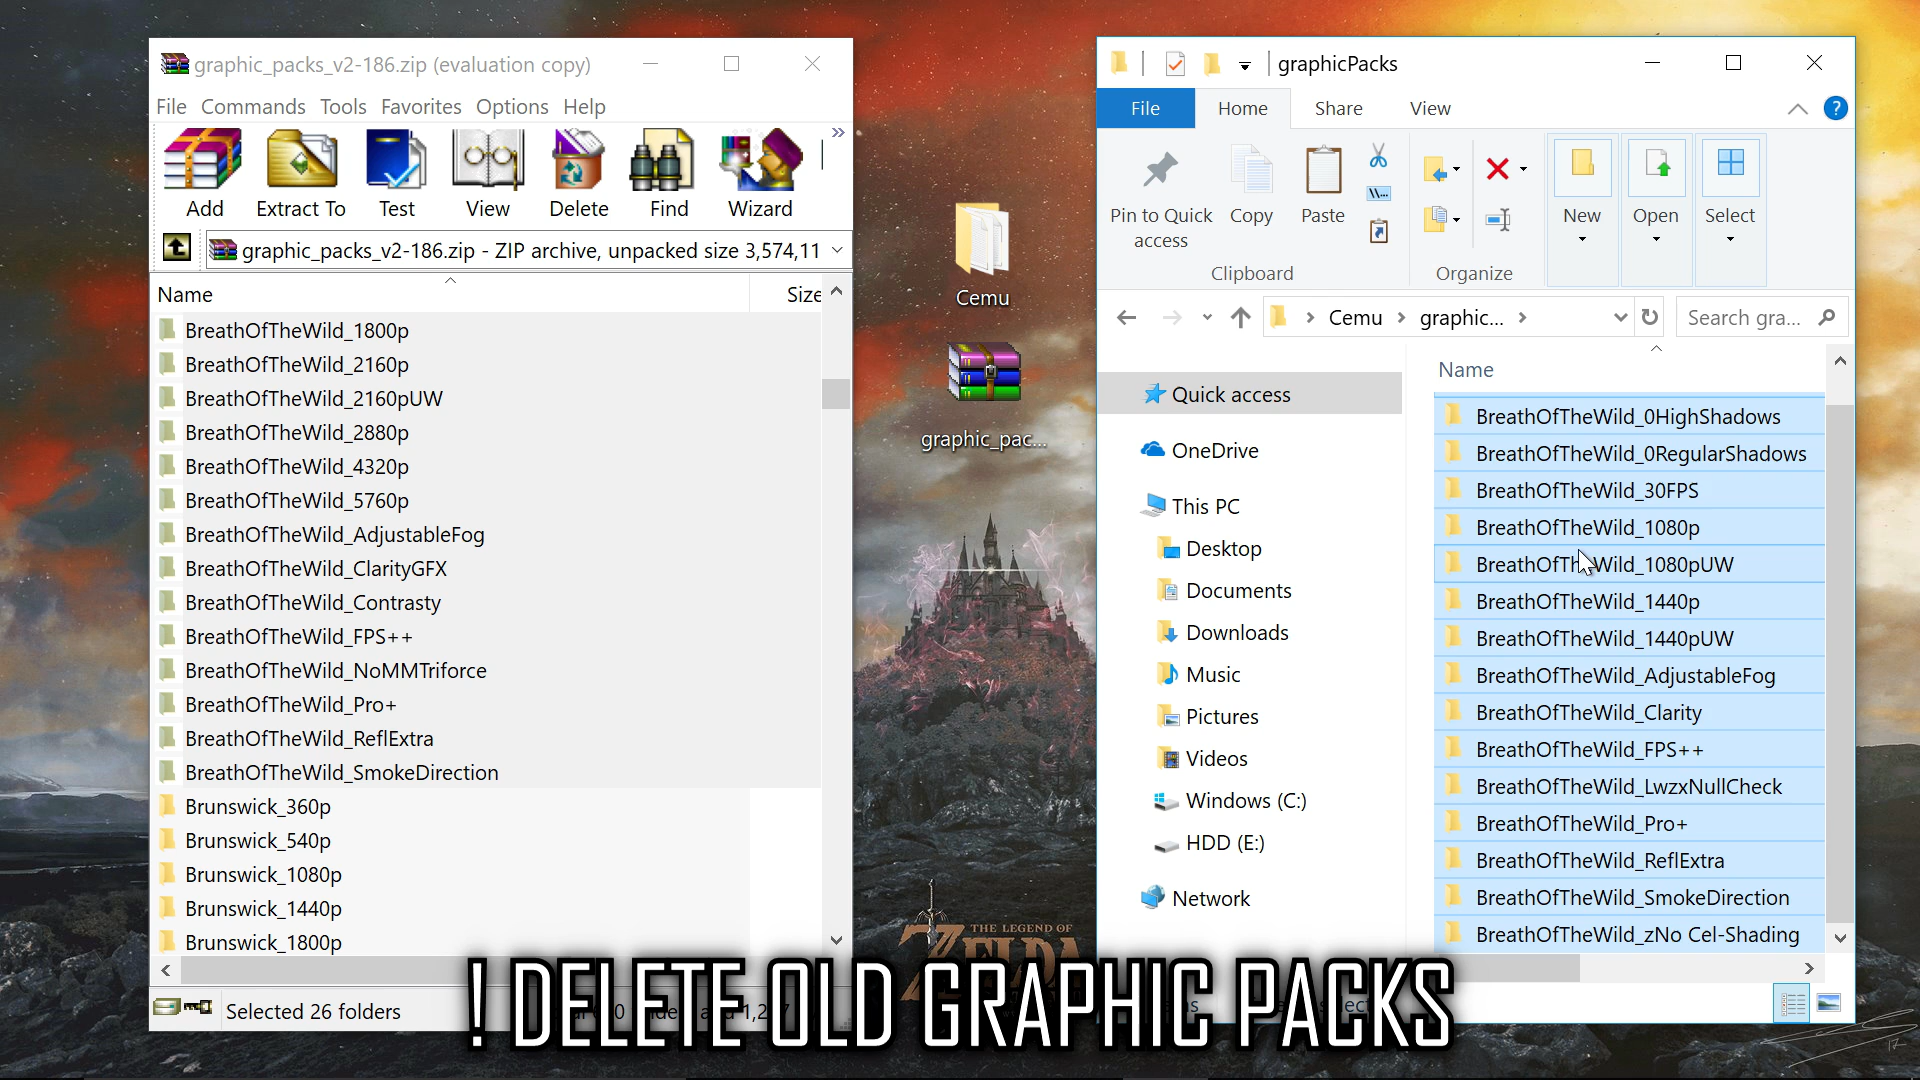 graphic_packs_v2-186.zip (evaluation copy)
File Commands Tools Favorites Options Help
Add Extract To Test View Delete Find Wizard
graphic_packs_v2-186.zip - ZIP archive, unpacked size 3,574,11
Name Size
BreathOfTheWild_1800p
BreathOfTheWild_2160p
BreathOfTheWild_2160pUW
BreathOfTheWild_2880p
BreathOfTheWild_4320p
BreathOfTheWild_5760p
BreathOfTheWild_AdjustableFog
BreathOfTheWild_ClarityGFX
BreathOfTheWild_Contrasty
BreathOfTheWild_FPS++
BreathOfTheWild_NoMMTriforce
BreathOfTheWild_Pro+
BreathOfTheWild_ReflExtra
BreathOfTheWild_SmokeDirection
Brunswick_360p
Brunswick_540p
Brunswick_1080p
Brunswick_1440p
Brunswick_1800p
Selected 26 folders
Cemu
graphic_pac...
THE LEGEND OF
ZELDA
graphicPacks
File Home Share View
Pin to Quick access
Copy
Paste
New
Open
Select
Clipboard Organize
Cemu graphic...
Search gra...
Quick access
OneDrive
This PC
Desktop
Documents
Downloads
Music
Pictures
Videos
Windows (C:)
HDD (E:)
Network
Name
BreathOfTheWild_0HighShadows
BreathOfTheWild_0RegularShadows
BreathOfTheWild_30FPS
BreathOfTheWild_1080p
BreathOfTheWild_1080pUW
BreathOfTheWild_1440p
BreathOfTheWild_1440pUW
BreathOfTheWild_AdjustableFog
BreathOfTheWild_Clarity
BreathOfTheWild_FPS++
BreathOfTheWild_LwzxNullCheck
BreathOfTheWild_Pro+
BreathOfTheWild_ReflExtra
BreathOfTheWild_SmokeDirection
BreathOfTheWild_zNo Cel-Shading
! DELETE OLD GRAPHIC PACKS